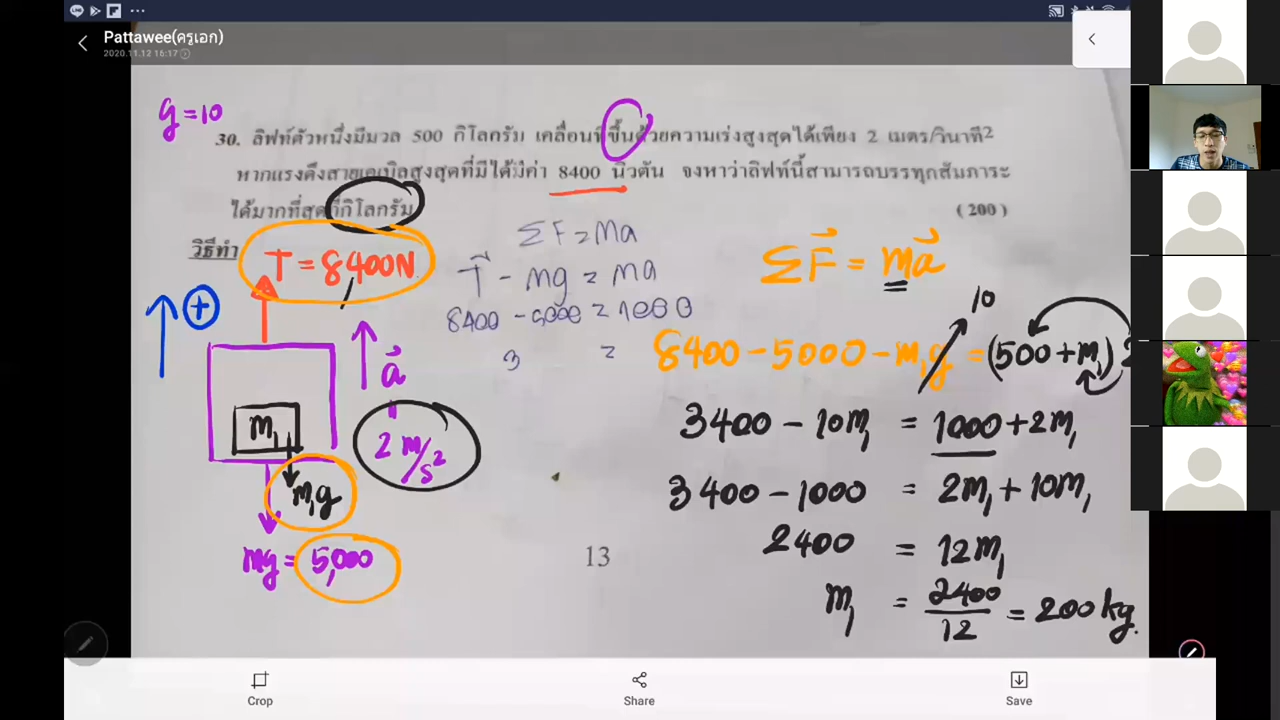 Pattawee(ครูเอก)
2020.11.12 16:17
g = 10
30. ลิฟท์ตัวหนึ่งมีมวล 500 กิโลกรัม เคลื่อนที่ขึ้นด้วยความเร่งสูงสุดได้เพียง 2 เมตร/วินาที²
หากแรงดึงสายเคเบิลสูงสุดที่มีได้มีค่า 8400 นิวตัน จงหาว่าลิฟท์นี้สามารถบรรทุกสัมภาระ
ได้มากที่สุดกี่กิโลกรัม (200)
วิธีทำ
T = 8400N
+
a
2 m/s²
m₁
m₁g
mg = 5,000
ΣF = ma
T - mg = ma
8400 - 5000 = 1000
3 =
13
ΣF = ma
10
8400 - 5000 - m₁g = (500 + m₁) 2
3400 - 10m₁ = 1000 + 2m₁
3400 - 1000 = 2m₁ + 10m₁
2400 = 12m₁
m₁ = 2400/12 = 200 kg.
Crop
Share
Save